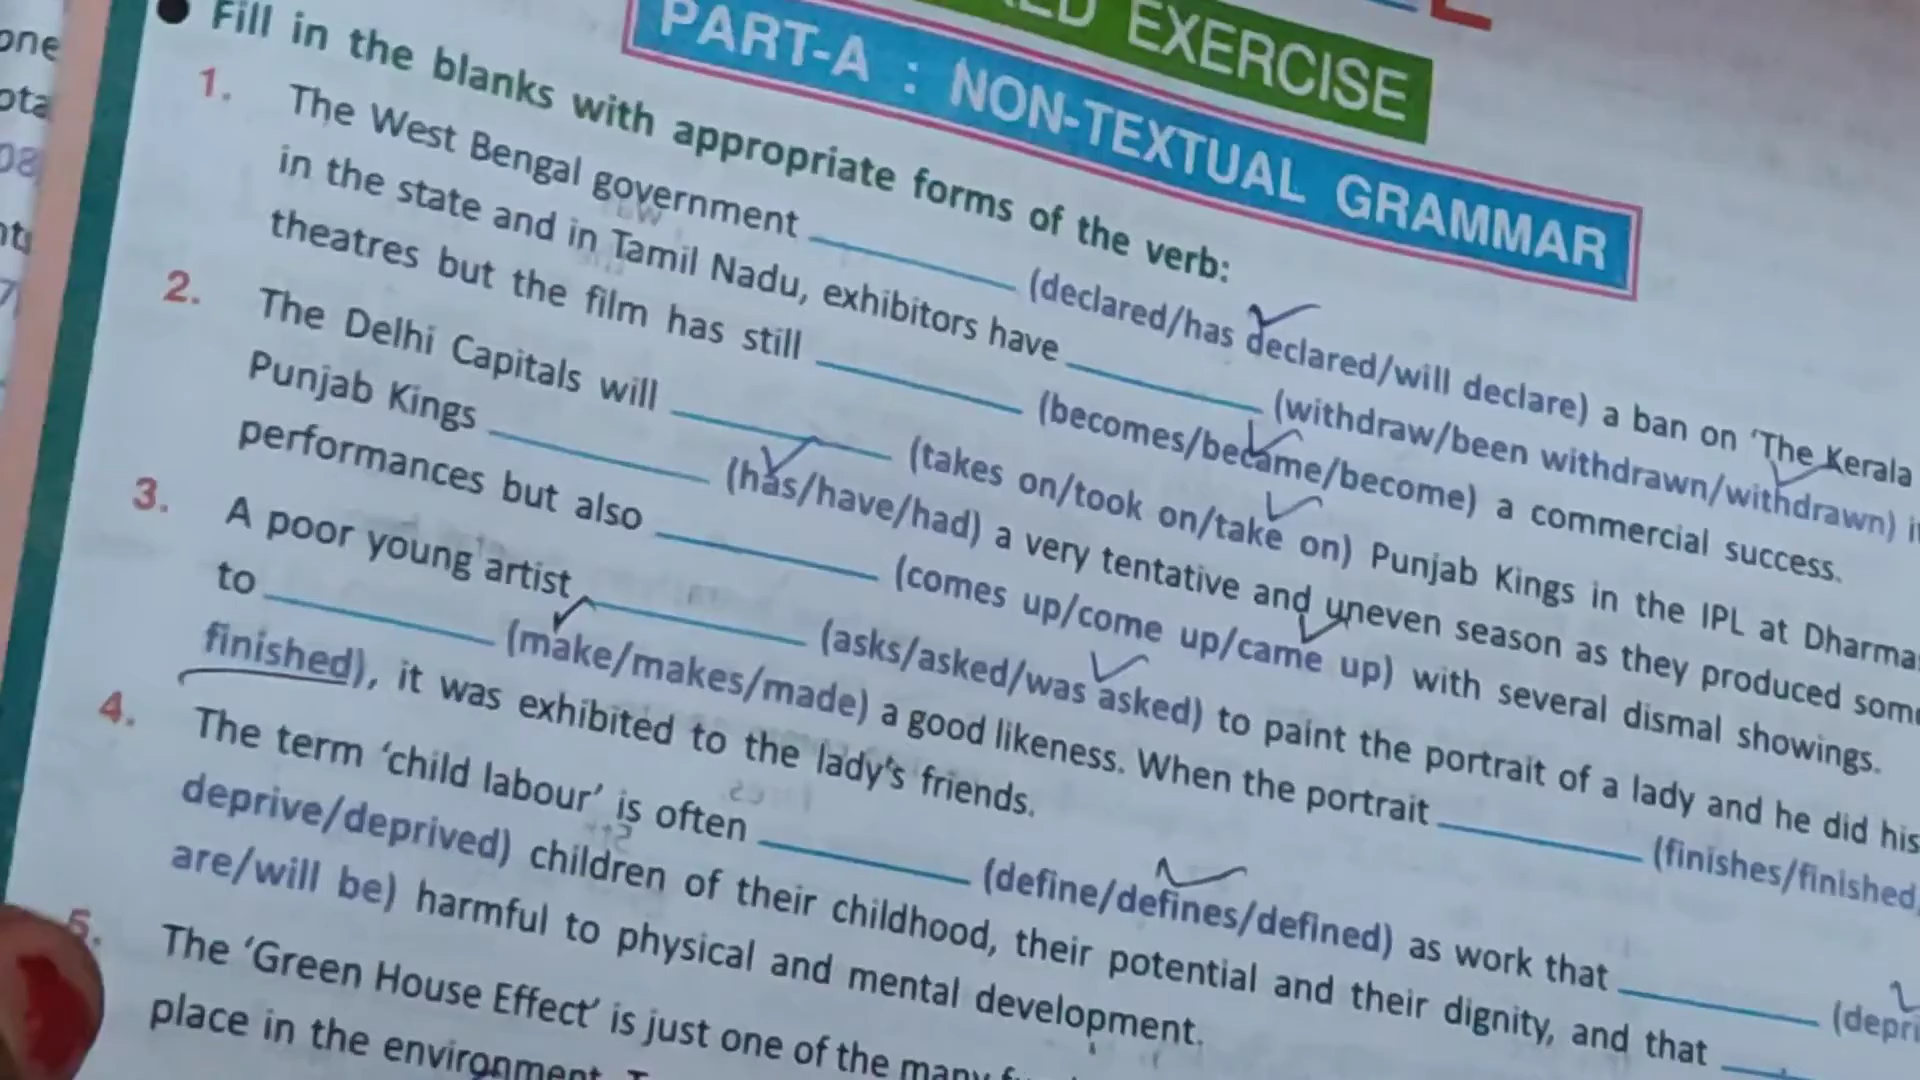 EXERCISE
PART-A : NON-TEXTUAL GRAMMAR
Fill in the blanks with appropriate forms of the verb:
1. The West Bengal government ________ (declared/has declared/will declare) a ban on ‘The Kerala
in the state and in Tamil Nadu, exhibitors have ________ (withdraw/been withdrawn/withdrawn)
theatres but the film has still ________ (becomes/became/become) a commercial success.
2. The Delhi Capitals will ________ (takes on/took on/take on) Punjab Kings in the IPL at
Punjab Kings ________ (has/have/had) a very tentative and uneven season as they produced
performances but also ________ (comes up/come up/came up) with several dismal showings.
3. A poor young artist ________ (asks/asked/was asked) to paint the portrait of a lady and he did his
to ________ (make/makes/made) a good likeness. When the portrait ________ (finishes/finished,
finished), it was exhibited to the lady’s friends.
4. The term ‘child labour’ is often ________ (define/defines/defined) as work that ________
deprive/deprived) children of their childhood, their potential and their dignity, and that ____
are/will be) harmful to physical and mental development.
5. The ‘Green House Effect’ is just one of the many
place in the environment.